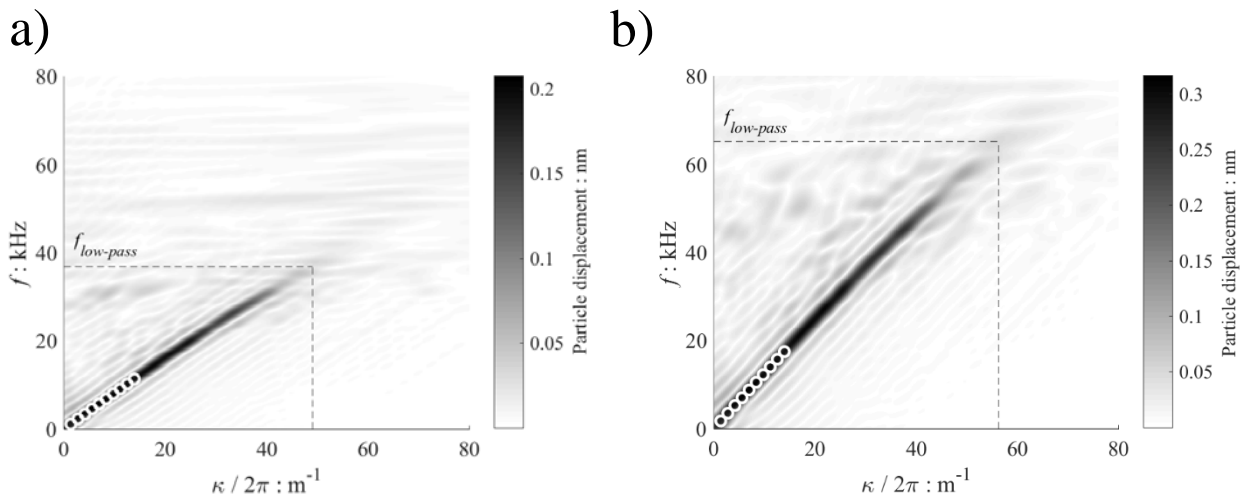 a)
80
60
40
20
0
f : kHz
f low-pass
0 20 40 60 80
κ / 2π : m-1
0.2
0.15
0.1
0.05
Particle displacement : nm
b)
80
60
40
20
0
f : kHz
f low-pass
0 20 40 60 80
κ / 2π : m-1
0.3
0.25
0.2
0.15
0.1
0.05
Particle displacement : nm